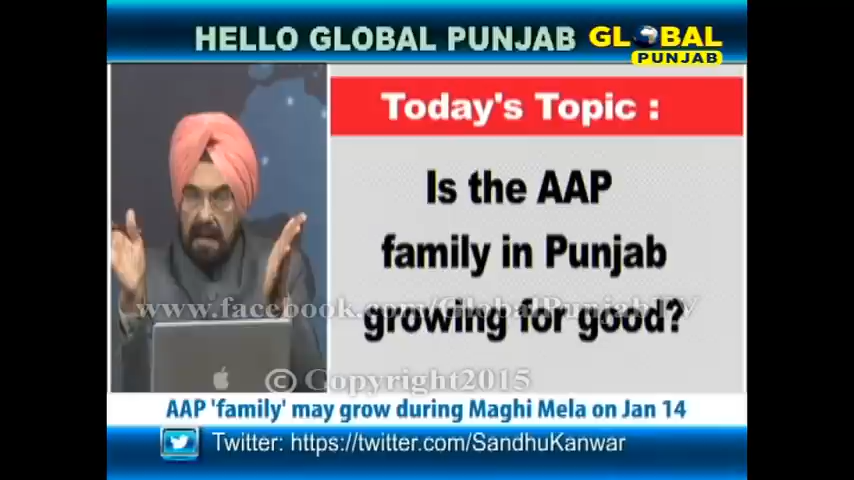 HELLO GLOBAL PUNJAB
GLOBAL
PUNJAB
Today's Topic :
Is the AAP
family in Punjab
growing for good?
www.facebook.com/GlobalPunjabTV
© Copyright2015
AAP 'family' may grow during Maghi Mela on Jan 14
Twitter: https://twitter.com/SandhuKanwar